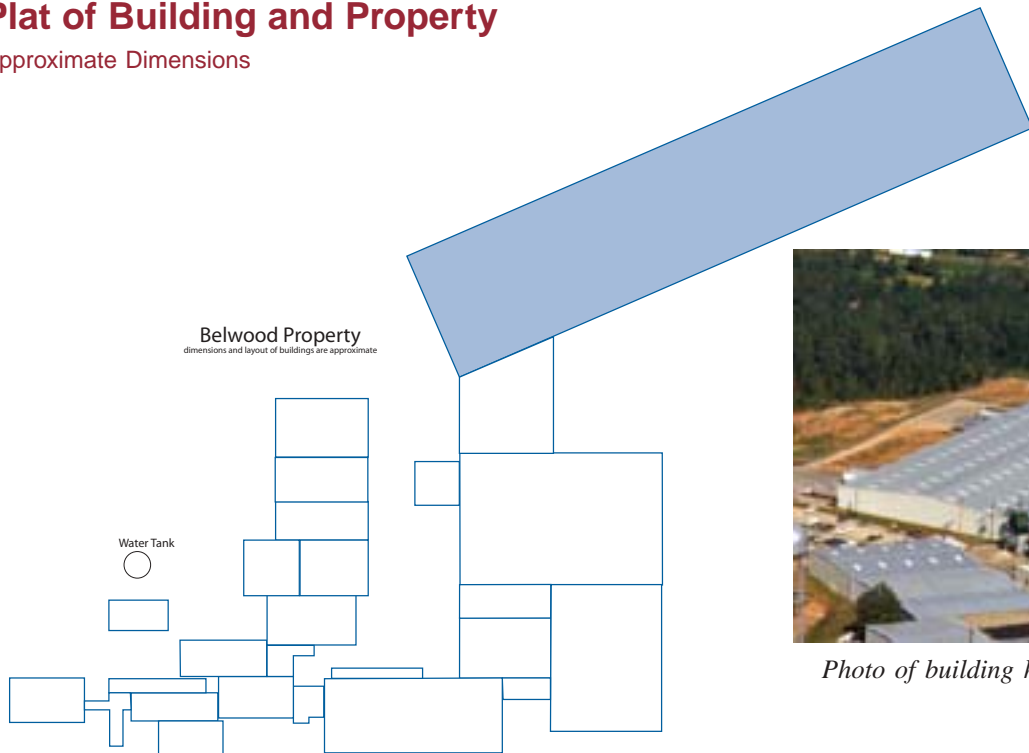 Plat of Building and Property
pproximate Dimensions
Belwood Property
dimensions and layout of buildings are approximate
Water Tank
Photo of building